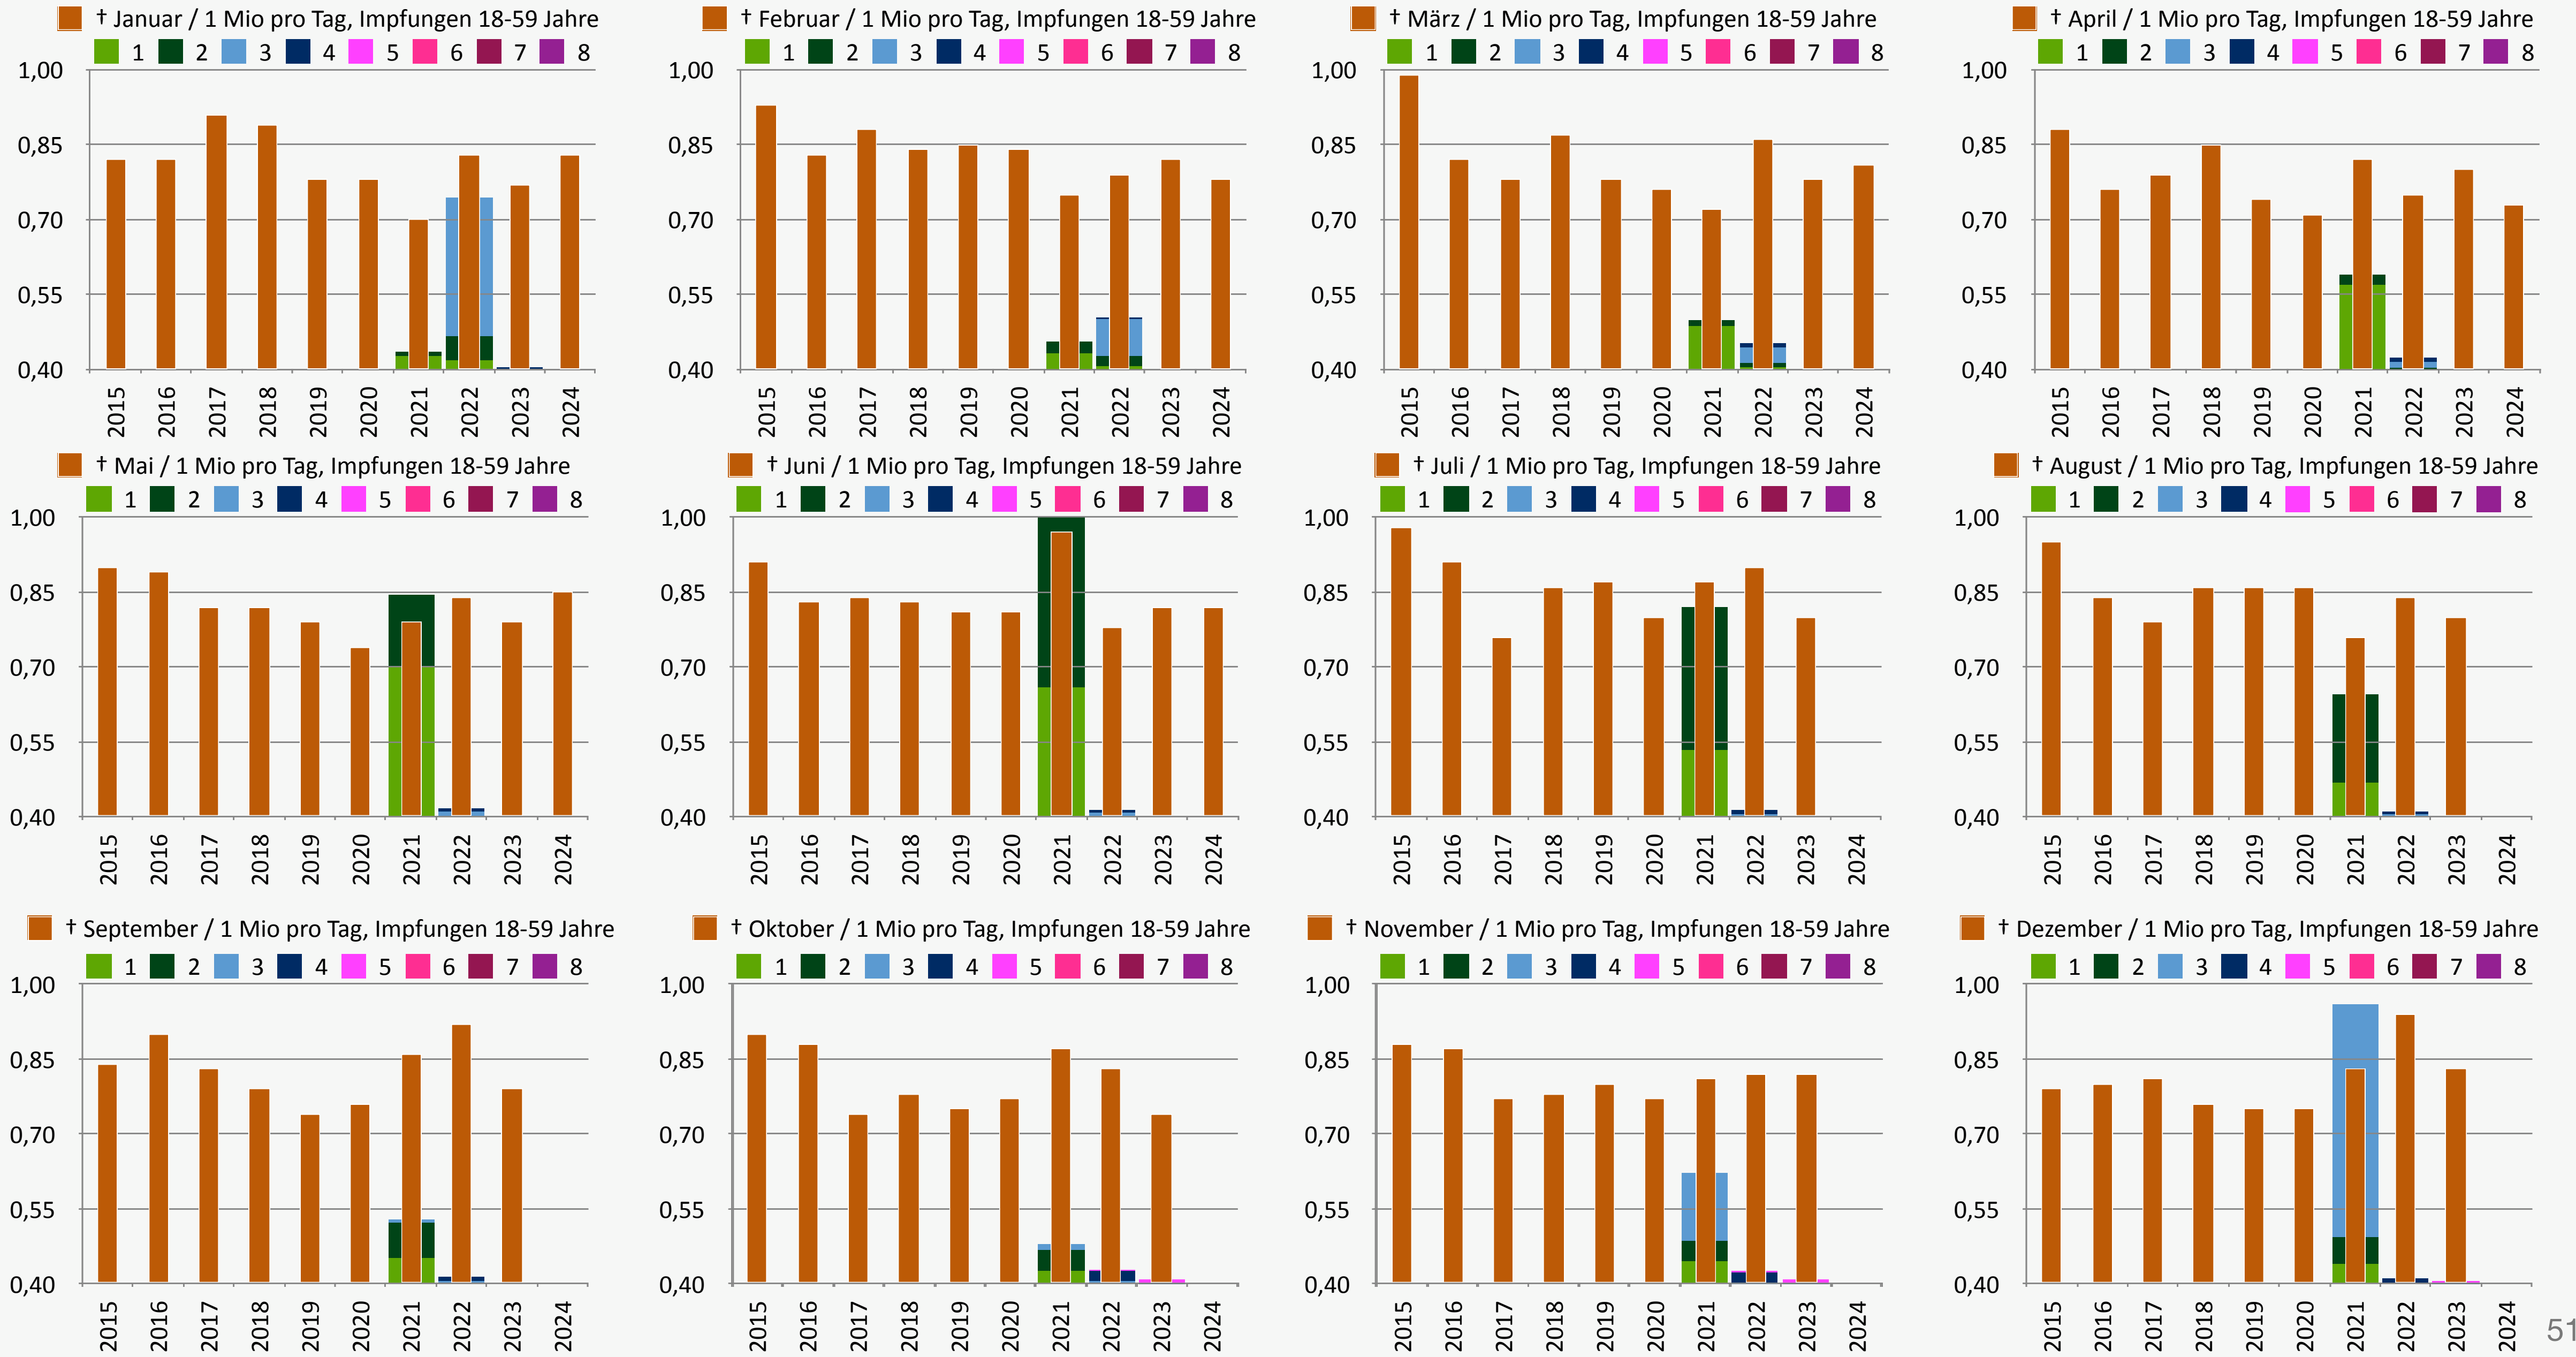 † Januar / 1 Mio pro Tag, Impfungen 18-59 Jahre
1 2 3 4 5 6 7 8
1,00
0,85
0,70
0,55
0,40
2015 2016 2017 2018 2019 2020 2021 2022 2023 2024
† Februar / 1 Mio pro Tag, Impfungen 18-59 Jahre
1 2 3 4 5 6 7 8
1,00
0,85
0,70
0,55
0,40
2015 2016 2017 2018 2019 2020 2021 2022 2023 2024
† März / 1 Mio pro Tag, Impfungen 18-59 Jahre
1 2 3 4 5 6 7 8
1,00
0,85
0,70
0,55
0,40
2015 2016 2017 2018 2019 2020 2021 2022 2023 2024
† April / 1 Mio pro Tag, Impfungen 18-59 Jahre
1 2 3 4 5 6 7 8
1,00
0,85
0,70
0,55
0,40
2015 2016 2017 2018 2019 2020 2021 2022 2023 2024
† Mai / 1 Mio pro Tag, Impfungen 18-59 Jahre
1 2 3 4 5 6 7 8
1,00
0,85
0,70
0,55
0,40
2015 2016 2017 2018 2019 2020 2021 2022 2023 2024
† Juni / 1 Mio pro Tag, Impfungen 18-59 Jahre
1 2 3 4 5 6 7 8
1,00
0,85
0,70
0,55
0,40
2015 2016 2017 2018 2019 2020 2021 2022 2023 2024
† Juli / 1 Mio pro Tag, Impfungen 18-59 Jahre
1 2 3 4 5 6 7 8
1,00
0,85
0,70
0,55
0,40
2015 2016 2017 2018 2019 2020 2021 2022 2023 2024
† August / 1 Mio pro Tag, Impfungen 18-59 Jahre
1 2 3 4 5 6 7 8
1,00
0,85
0,70
0,55
0,40
2015 2016 2017 2018 2019 2020 2021 2022 2023 2024
† September / 1 Mio pro Tag, Impfungen 18-59 Jahre
1 2 3 4 5 6 7 8
1,00
0,85
0,70
0,55
0,40
2015 2016 2017 2018 2019 2020 2021 2022 2023 2024
† Oktober / 1 Mio pro Tag, Impfungen 18-59 Jahre
1 2 3 4 5 6 7 8
1,00
0,85
0,70
0,55
0,40
2015 2016 2017 2018 2019 2020 2021 2022 2023 2024
† November / 1 Mio pro Tag, Impfungen 18-59 Jahre
1 2 3 4 5 6 7 8
1,00
0,85
0,70
0,55
0,40
2015 2016 2017 2018 2019 2020 2021 2022 2023 2024
† Dezember / 1 Mio pro Tag, Impfungen 18-59 Jahre
1 2 3 4 5 6 7 8
1,00
0,85
0,70
0,55
0,40
2015 2016 2017 2018 2019 2020 2021 2022 2023 2024
51